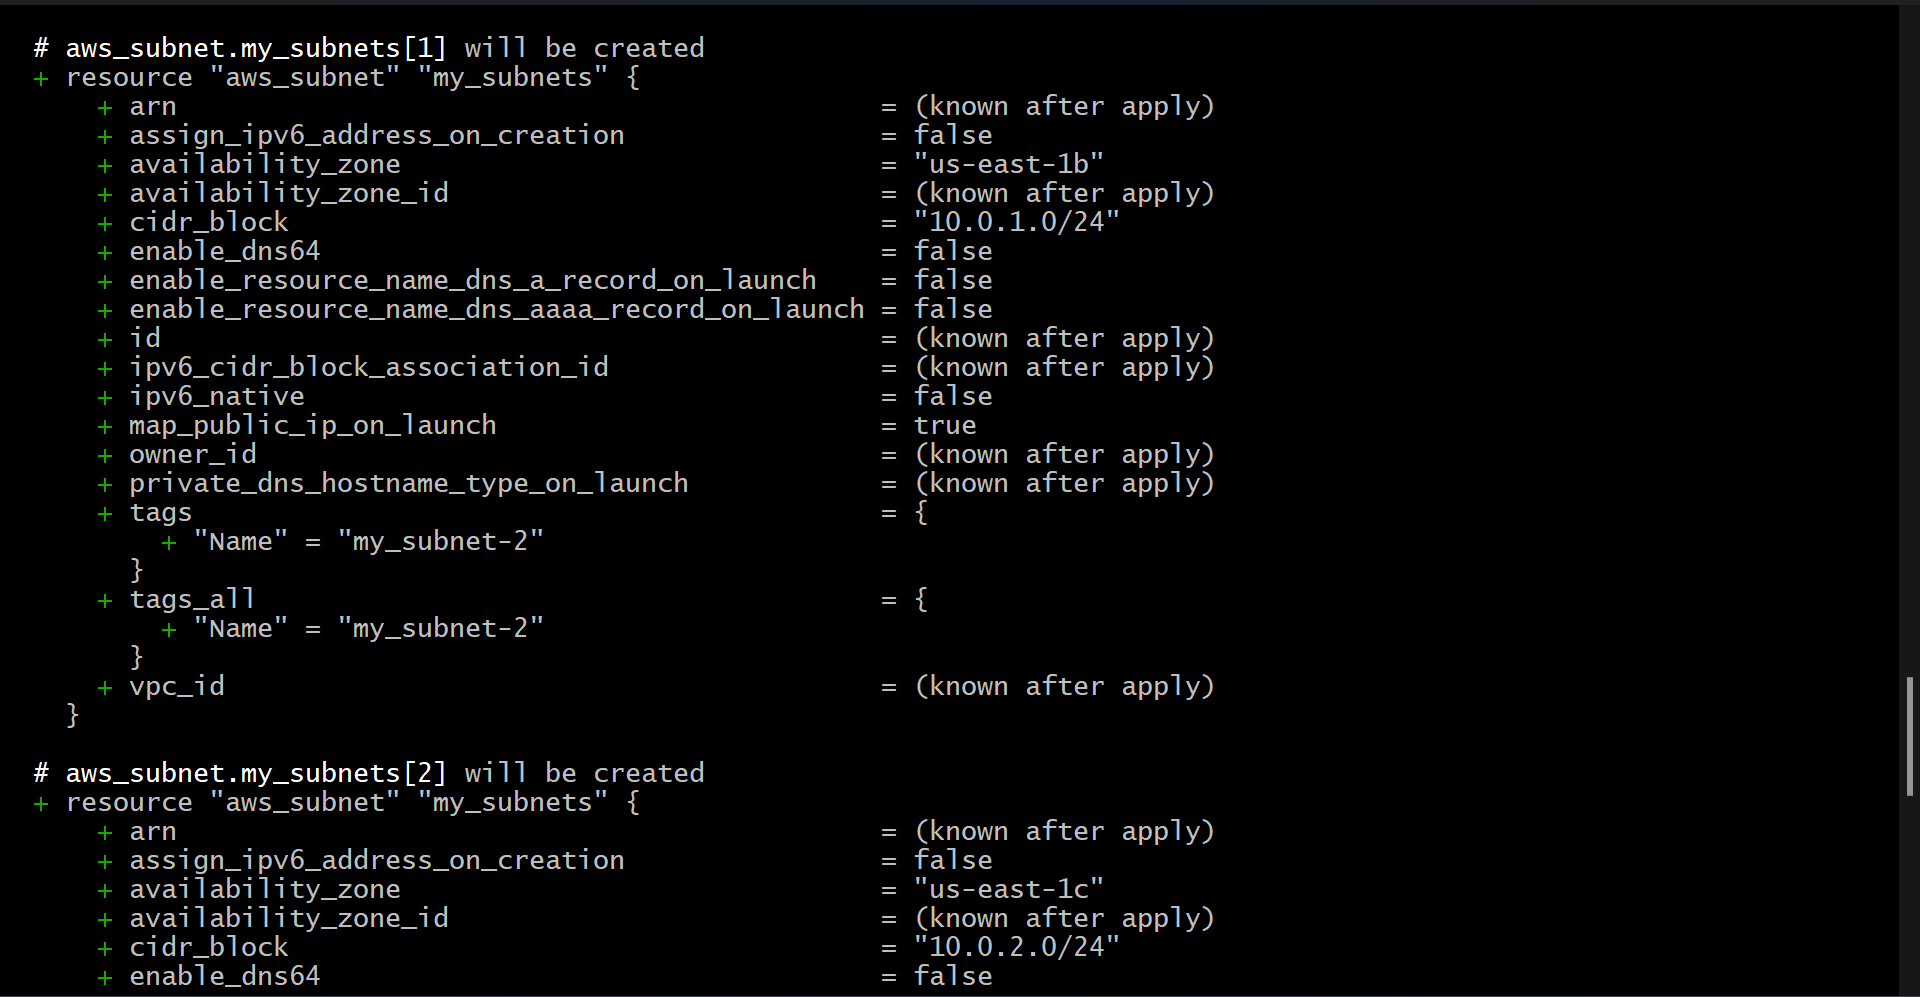 # aws_subnet.my_subnets[1] will be created
+ resource "aws_subnet" "my_subnets" {
+ arn = (known after apply)
+ assign_ipv6_address_on_creation = false
+ availability_zone = "us-east-1b"
+ availability_zone_id = (known after apply)
+ cidr_block = "10.0.1.0/24"
+ enable_dns64 = false
+ enable_resource_name_dns_a_record_on_launch = false
+ enable_resource_name_dns_aaaa_record_on_launch = false
+ id = (known after apply)
+ ipv6_cidr_block_association_id = (known after apply)
+ ipv6_native = false
+ map_public_ip_on_launch = true
+ owner_id = (known after apply)
+ private_dns_hostname_type_on_launch = (known after apply)
+ tags = {
+ "Name" = "my_subnet-2"
}
+ tags_all = {
+ "Name" = "my_subnet-2"
}
+ vpc_id = (known after apply)
}
# aws_subnet.my_subnets[2] will be created
+ resource "aws_subnet" "my_subnets" {
+ arn = (known after apply)
+ assign_ipv6_address_on_creation = false
+ availability_zone = "us-east-1c"
+ availability_zone_id = (known after apply)
+ cidr_block = "10.0.2.0/24"
+ enable_dns64 = false